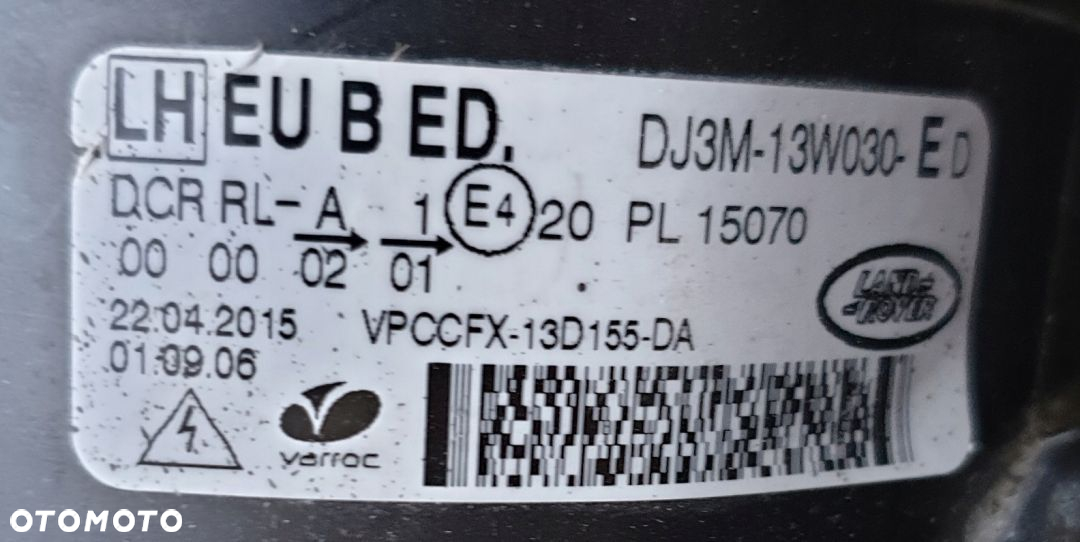 LH EU B ED. DJ3M-13W030-ED
DCR RL-A 1 E4 20 PL 15070
00 00 02 01
LAND-
-ROVER
22.04.2015 VPCCFX-13D155-DA
01:09.06
varroc
OTOMOTO